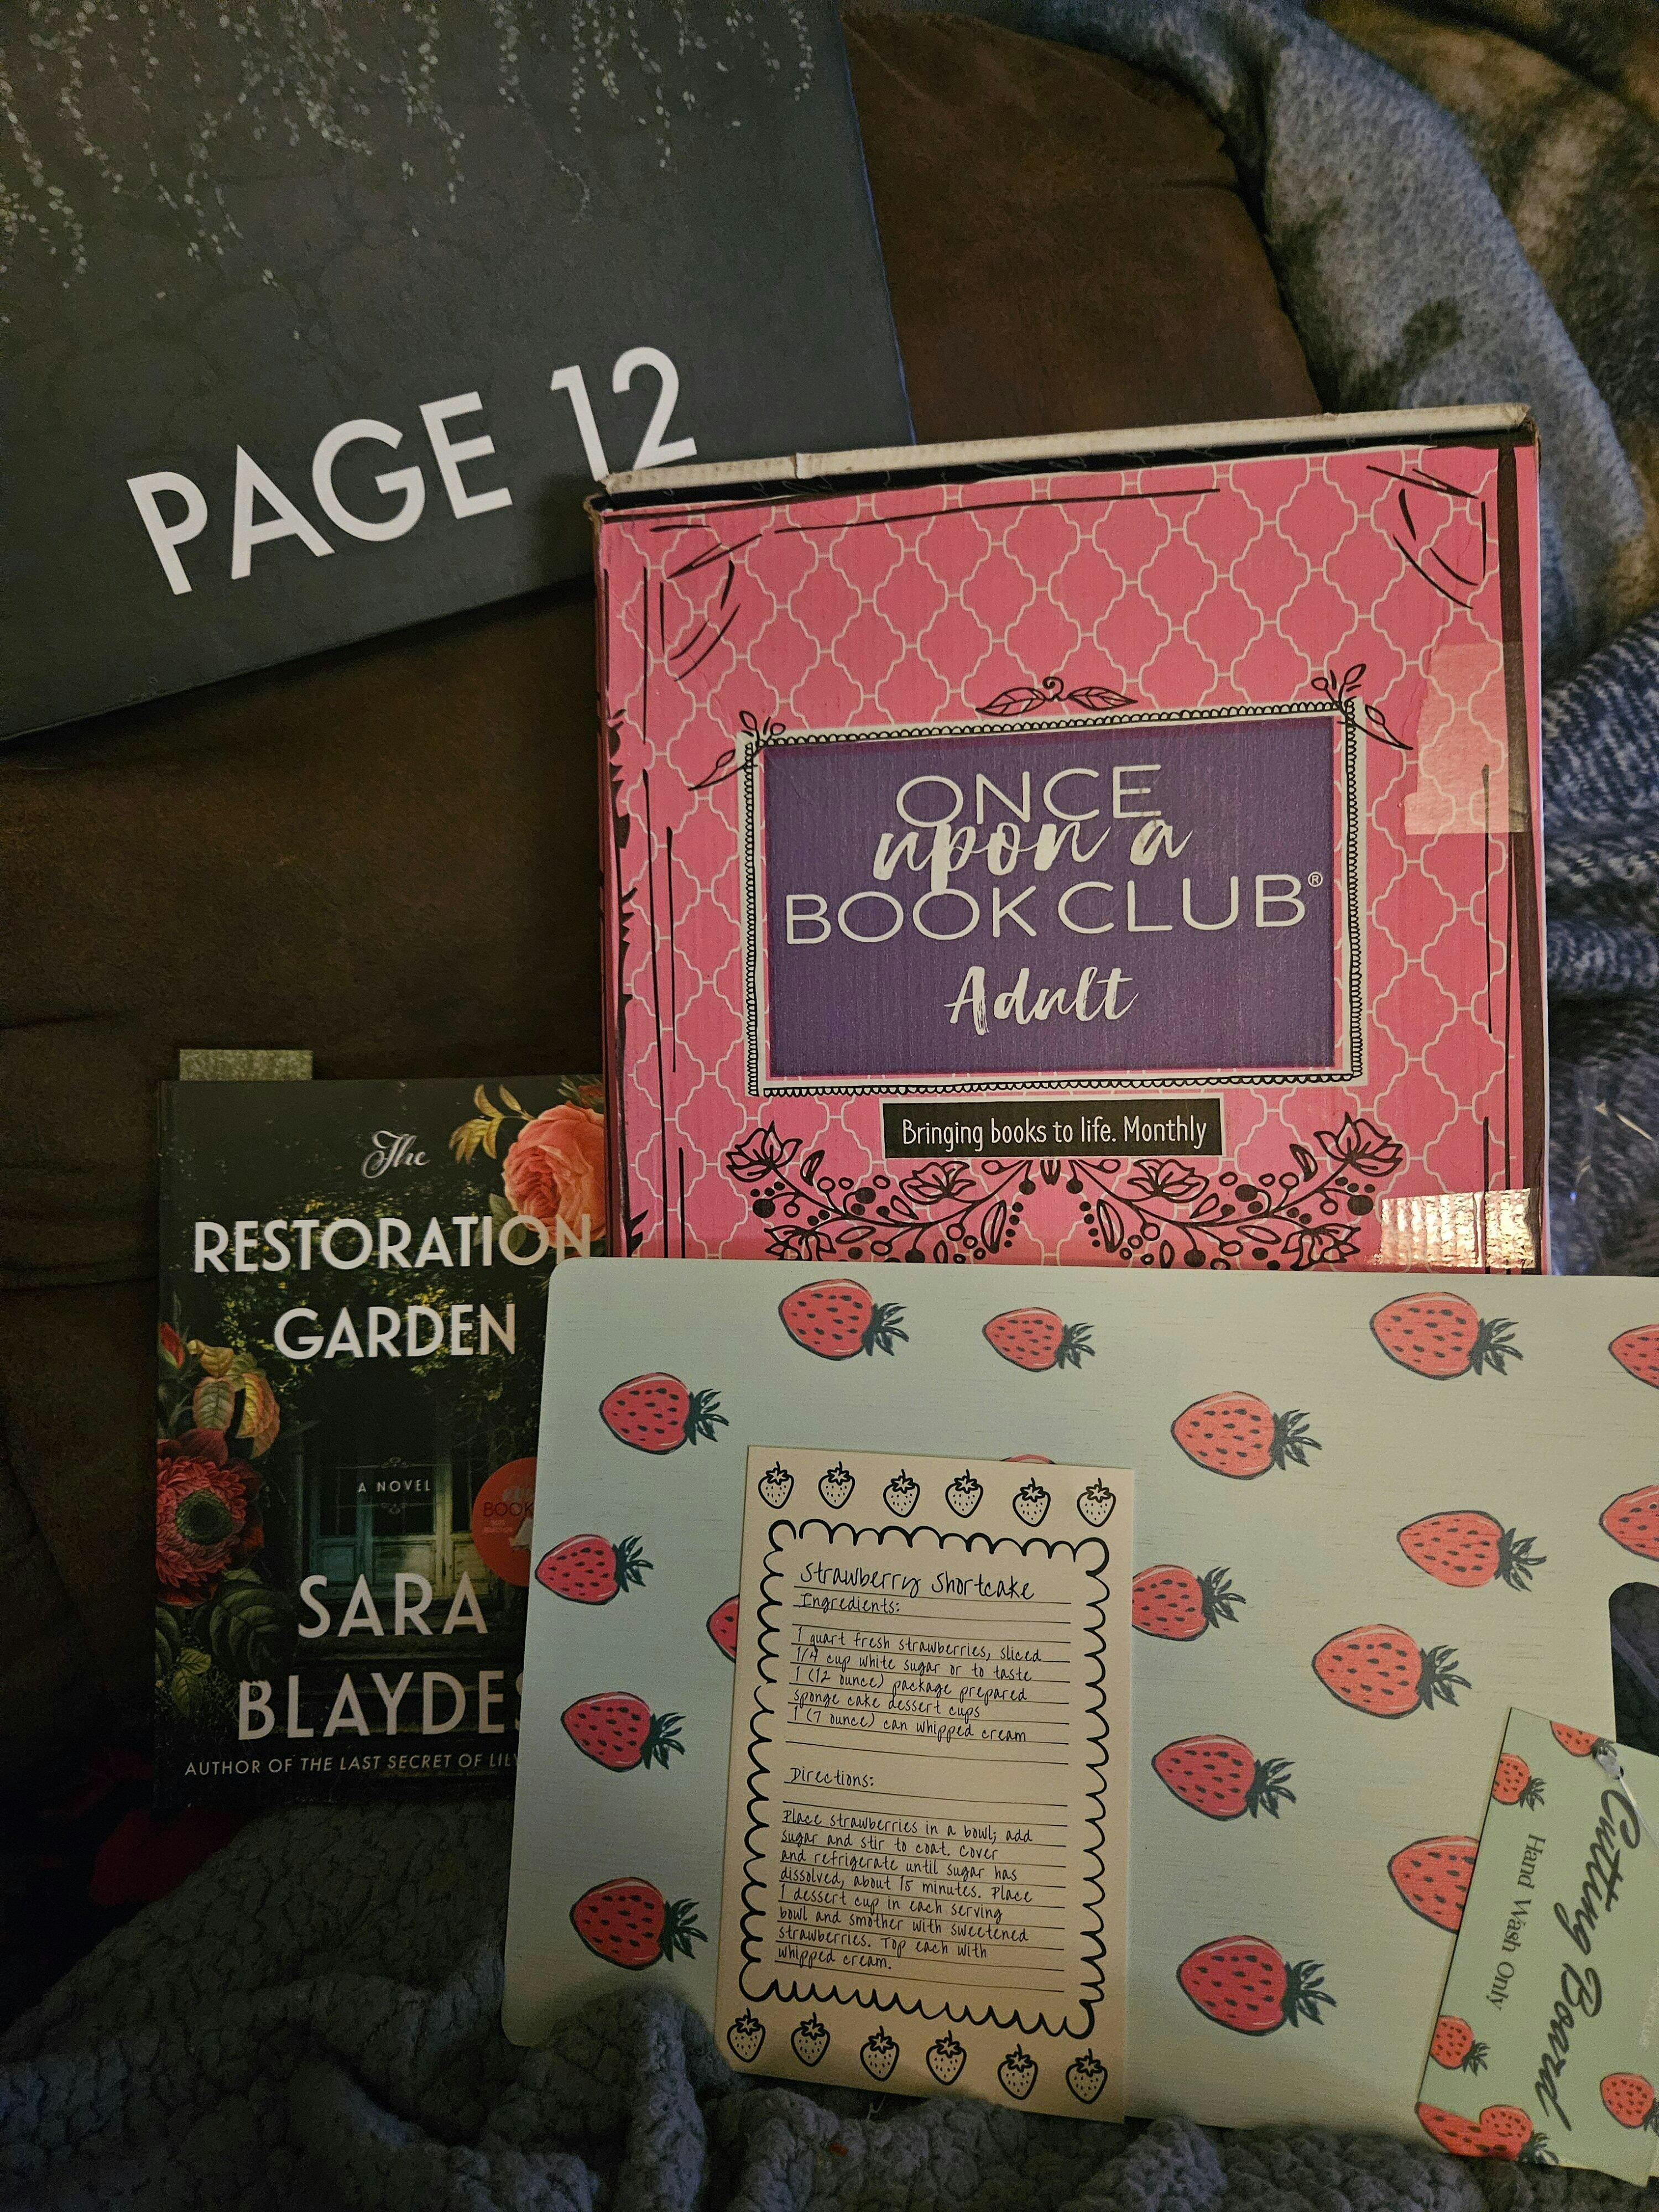 PAGE 12
ONCE
upon a
BOOK CLUB®
Adult
Bringing books to life. Monthly
The
RESTORATION
GARDEN
A NOVEL
BOOK
SARA
BLAYDES
AUTHOR OF THE LAST SECRET OF LILY
Strawberry Shortcake
Ingredients:
1 quart fresh strawberries, sliced
1/4 cup white sugar or to taste
1 (12 ounce) package prepared
sponge cake dessert cups
1 (7 ounce) can whipped cream
Directions:
Place strawberries in a bowl; add
sugar and stir to coat. Cover
and refrigerate until sugar has
dissolved, about 15 minutes. Place
1 dessert cup in each serving
bowl and smother with sweetened
strawberries. Top each with
whipped cream.
Cutting Board
Hand Wash Only